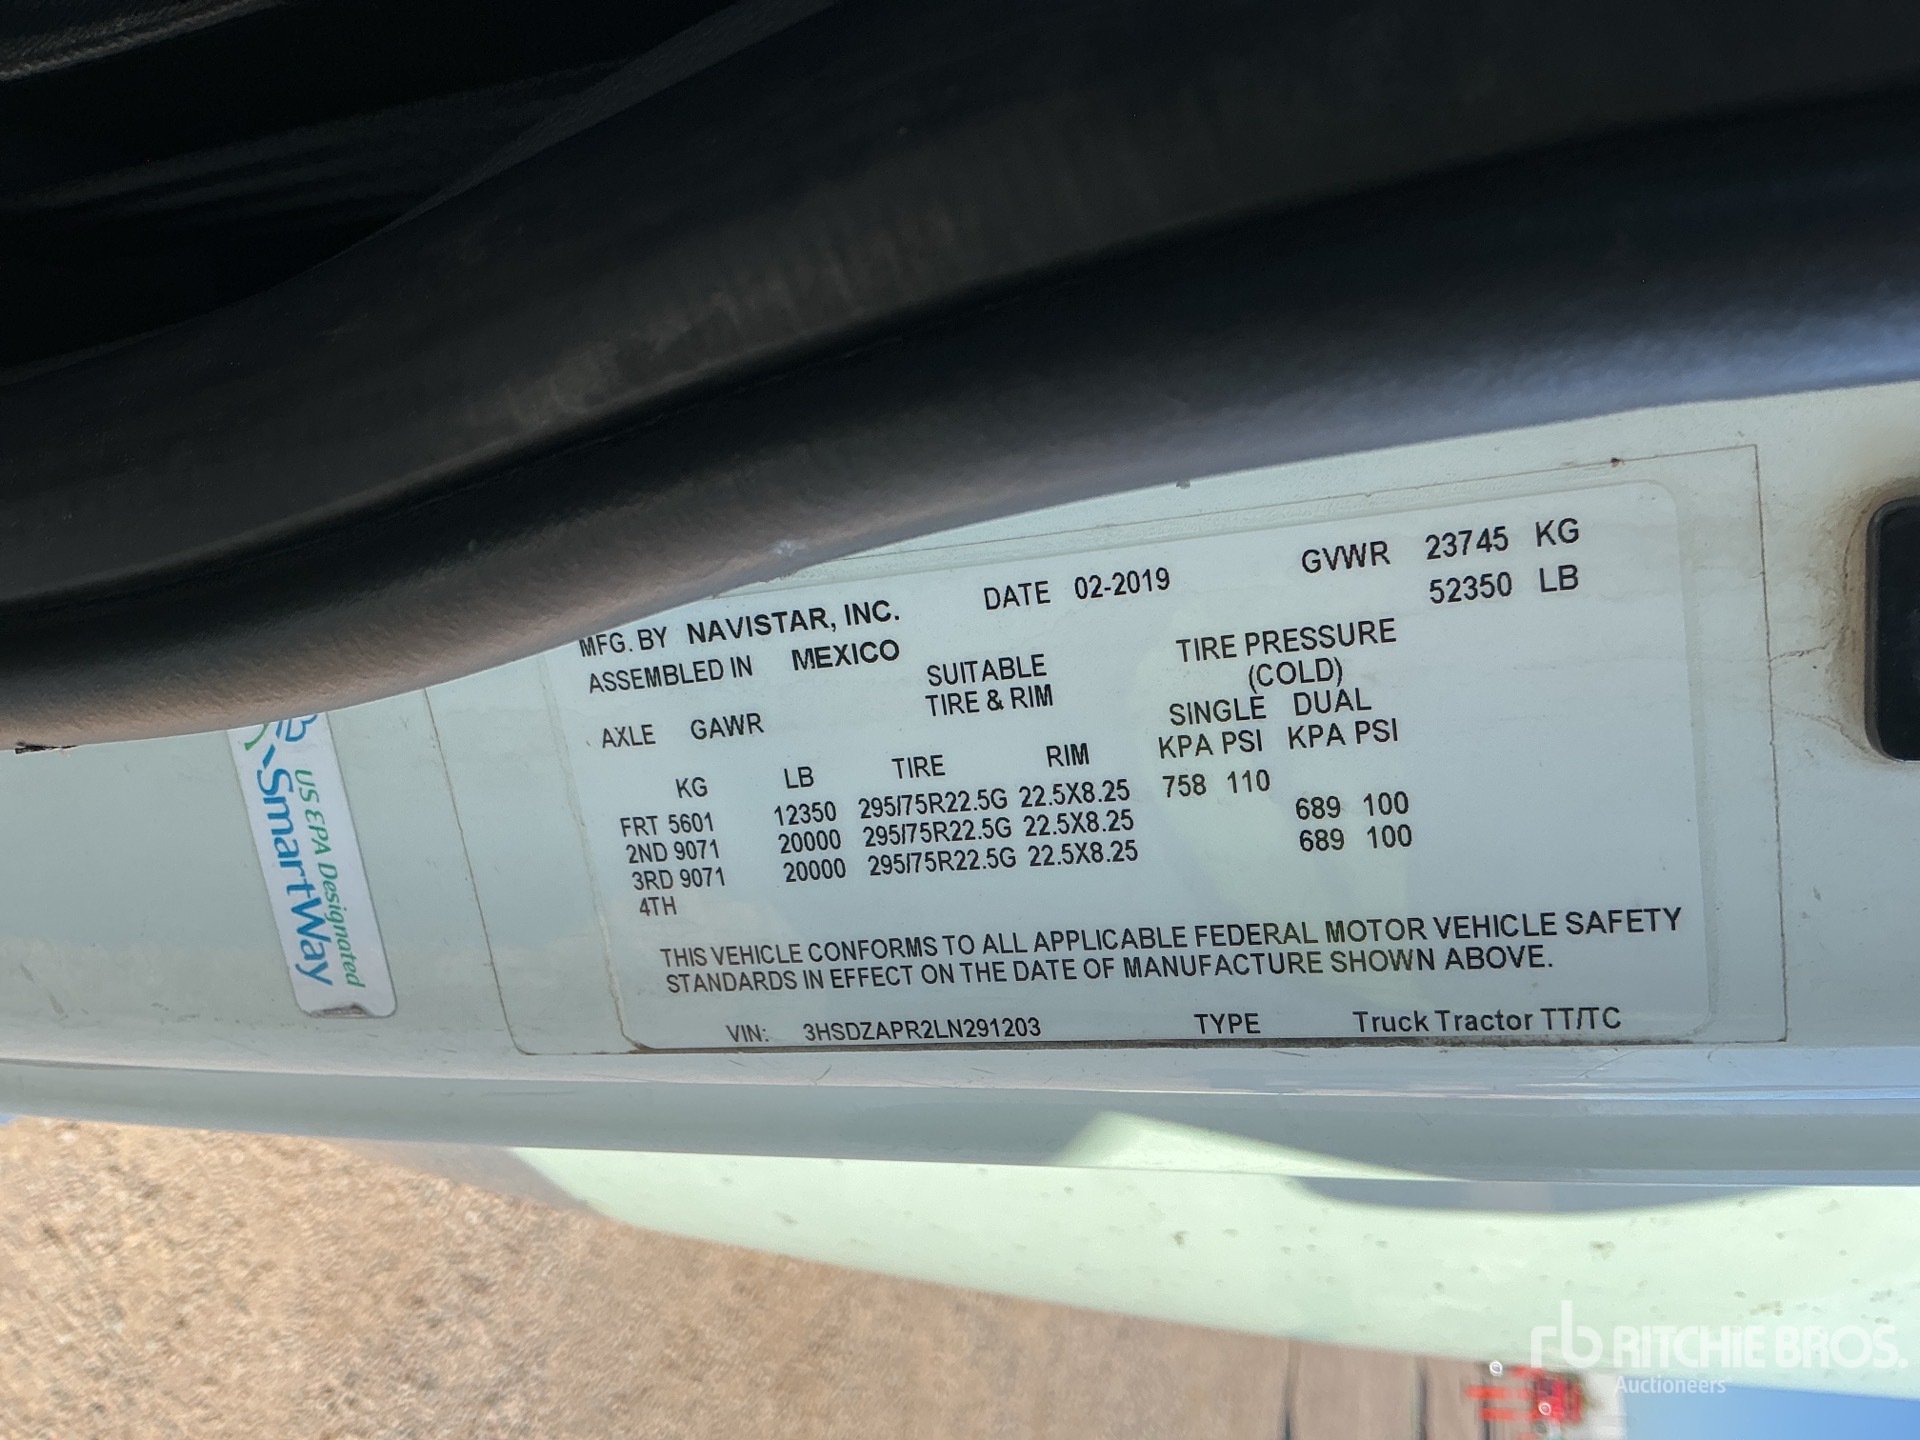 MFG. BY NAVISTAR, INC. DATE 02-2019 GVWR 23745 KG
ASSEMBLED IN MEXICO 52350 LB
SUITABLE TIRE PRESSURE
TIRE & RIM (COLD)
AXLE GAWR SINGLE DUAL
KG LB TIRE RIM KPA PSI KPA PSI
FRT 5601 12350 295/75R22.5G 22.5X8.25 758 110
2ND 9071 20000 295/75R22.5G 22.5X8.25 689 100
3RD 9071 20000 295/75R22.5G 22.5X8.25 689 100
4TH
THIS VEHICLE CONFORMS TO ALL APPLICABLE FEDERAL MOTOR VEHICLE SAFETY
STANDARDS IN EFFECT ON THE DATE OF MANUFACTURE SHOWN ABOVE.
VIN: 3HSDZAPR2LN291203 TYPE Truck Tractor TT/TC
US EPA Designated
SmartWay
rb RITCHIE BROS.
Auctioneers